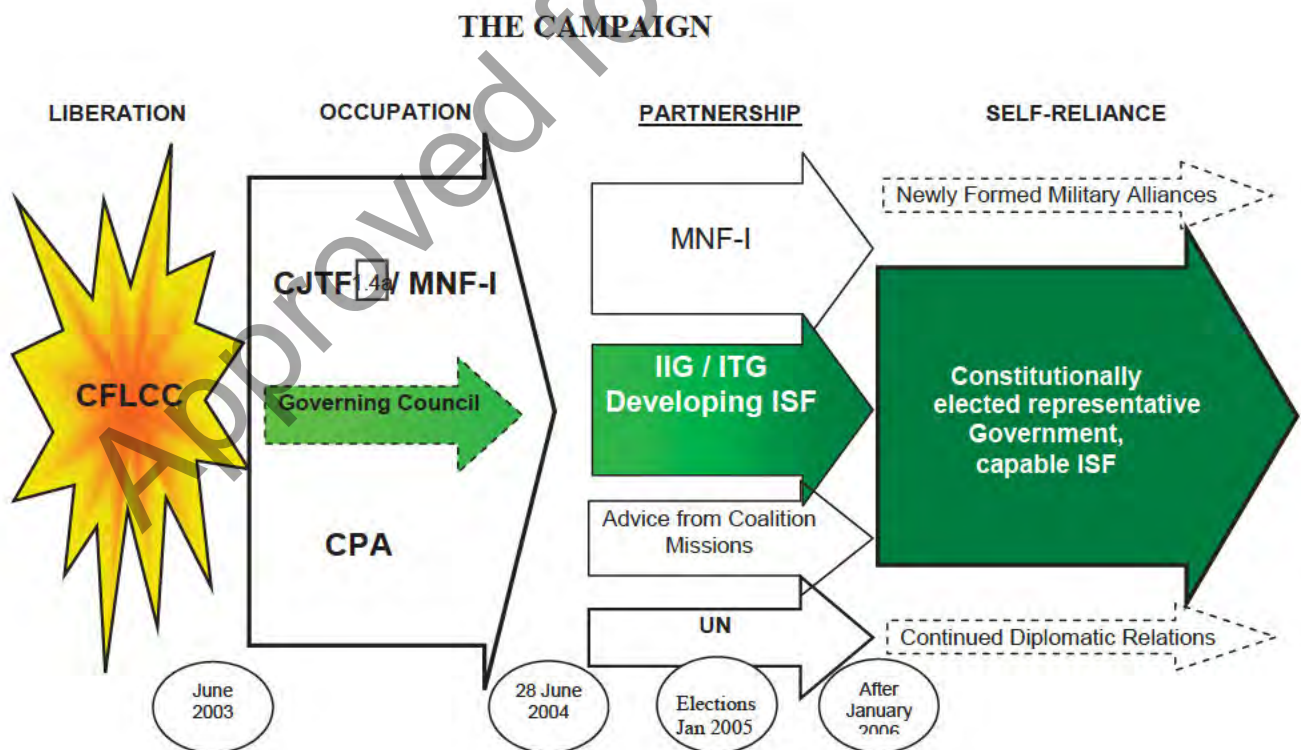 THE CAMPAIGN
LIBERATION
OCCUPATION
PARTNERSHIP
SELF-RELIANCE
CFLCC
CJTF 1.4a / MNF-I
Governing Council
CPA
MNF-I
IIG / ITG
Developing ISF
Advice from Coalition
Missions
UN
Newly Formed Military Alliances
Constitutionally
elected representative
Government,
capable ISF
Continued Diplomatic Relations
June
2003
28 June
2004
Elections
Jan 2005
After
January
2006
Approved fo